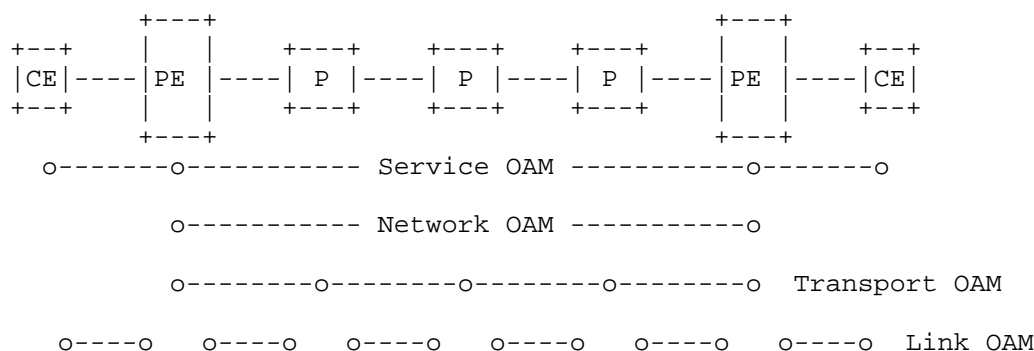 +---+                               +---+
+---+     |   |     +---+     +---+     +---+     |   |     +---+
|CE|----|PE |----| P |----| P |----| P |----|PE |----|CE|
+---+     |   |     +---+     +---+     +---+     |   |     +---+
          +---+                               +---+
o-------o----------- Service OAM -----------o-------o
o----------- Network OAM -----------o
o--------o---------o---------o--------o  Transport OAM
o----o   o----o   o----o   o----o   o----o   o----o  Link OAM